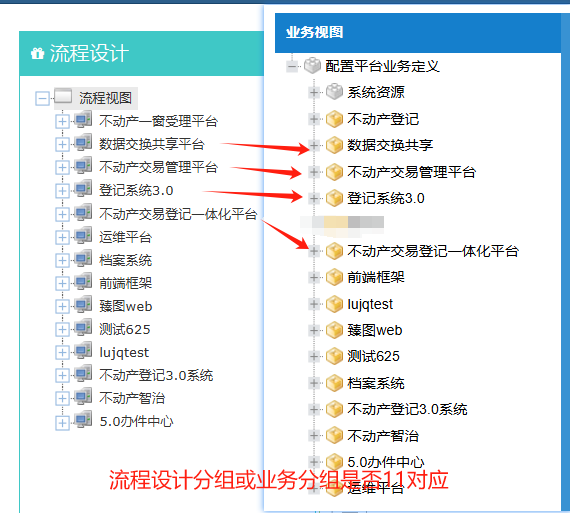 流程设计
流程视图
不动产一窗受理平台
数据交换共享平台
不动产交易管理平台
登记系统3.0
不动产交易登记一体化平台
运维平台
档案系统
前端框架
臻图web
测试625
lujqtest
不动产登记3.0系统
不动产智治
5.0办件中心
业务视图
配置平台业务定义
系统资源
不动产登记
数据交换共享
不动产交易管理平台
登记系统3.0
不动产交易登记一体化平台
前端框架
lujqtest
臻图web
测试625
档案系统
不动产登记3.0系统
不动产智治
5.0办件中心
运维平台
流程设计分组或业务分组是否11对应